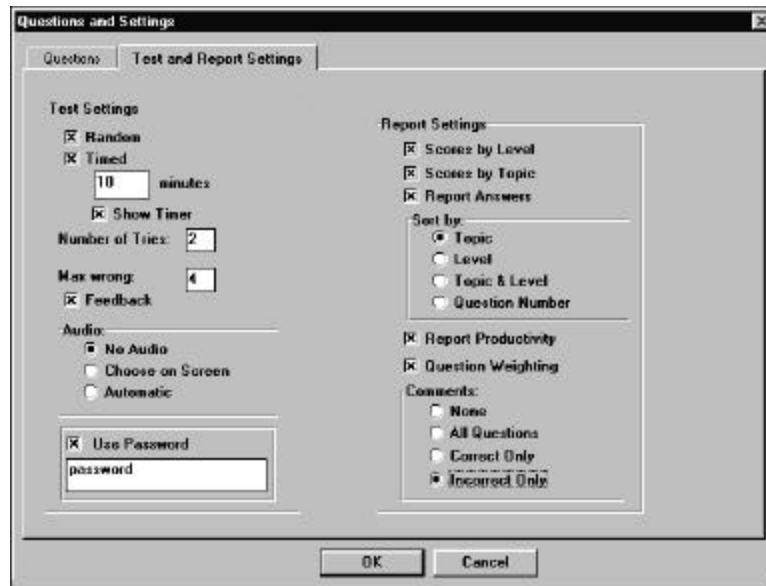 Questions and Settings
Questions
Test and Report Settings
Test Settings
Random
Timed
10 minutes
Show Timer
Number of Tries: 2
Max wrong: 4
Feedback
Audio:
No Audio
Choose on Screen
Automatic
Use Password
password
Report Settings
Scores by Level
Scores by Topic
Report Answers
Sort by:
Topic
Level
Topic & Level
Question Number
Report Productivity
Question Weighting
Comments:
None
All Questions
Correct Only
Incorrect Only
OK
Cancel